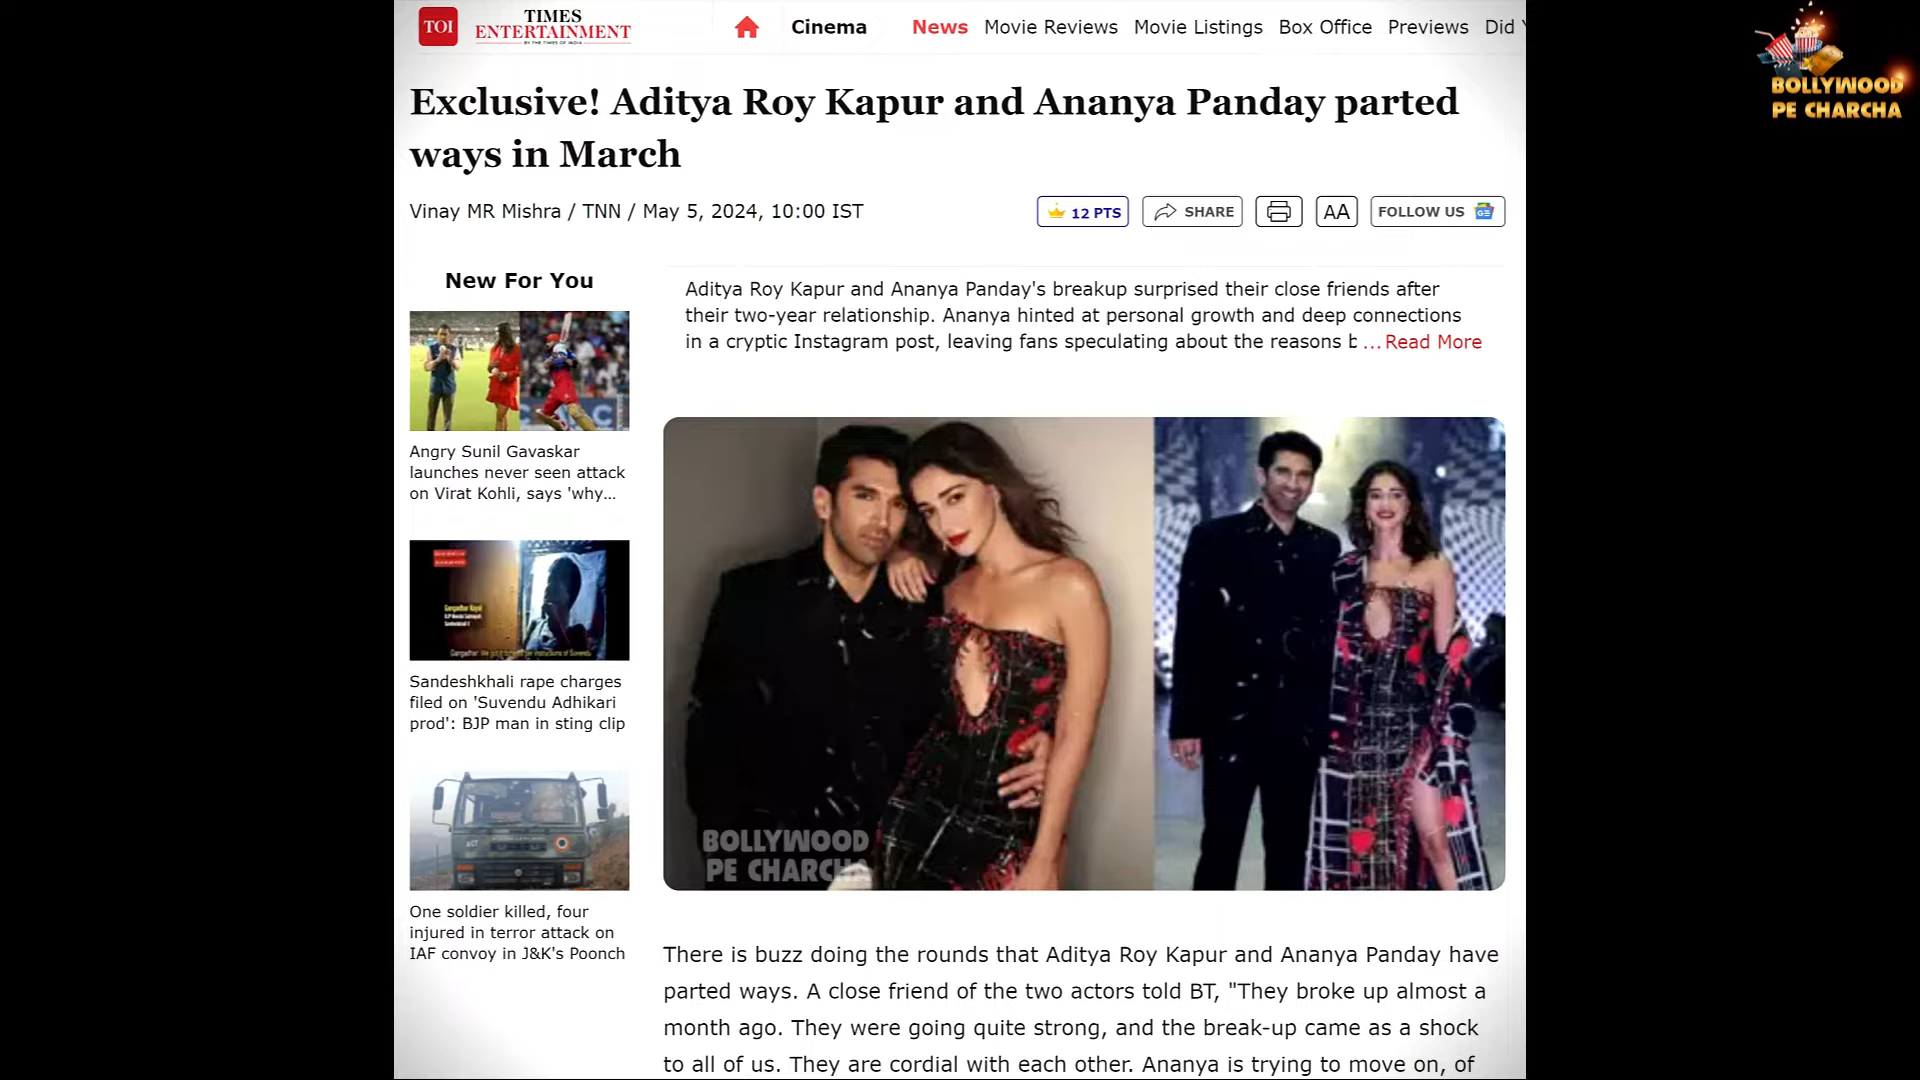 TOI
TIMES
ENTERTAINMENT
BY THE TIMES OF INDIA
Cinema
News
Movie Reviews
Movie Listings
Box Office
Previews
Did
BOLLYWOOD
PE CHARCHA
Exclusive! Aditya Roy Kapur and Ananya Panday parted
ways in March
Vinay MR Mishra / TNN / May 5, 2024, 10:00 IST
12 PTS
SHARE
AA
FOLLOW US
New For You
Angry Sunil Gavaskar
launches never seen attack
on Virat Kohli, says 'why...
Sandeshkhali rape charges
filed on 'Suvendu Adhikari
prod': BJP man in sting clip
One soldier killed, four
injured in terror attack on
IAF convoy in J&K's Poonch
Aditya Roy Kapur and Ananya Panday's breakup surprised their close friends after
their two-year relationship. Ananya hinted at personal growth and deep connections
in a cryptic Instagram post, leaving fans speculating about the reasons b ... Read More
BOLLYWOOD
PE CHARCHA
There is buzz doing the rounds that Aditya Roy Kapur and Ananya Panday have
parted ways. A close friend of the two actors told BT, "They broke up almost a
month ago. They were going quite strong, and the break-up came as a shock
to all of us. They are cordial with each other. Ananya is trying to move on, of